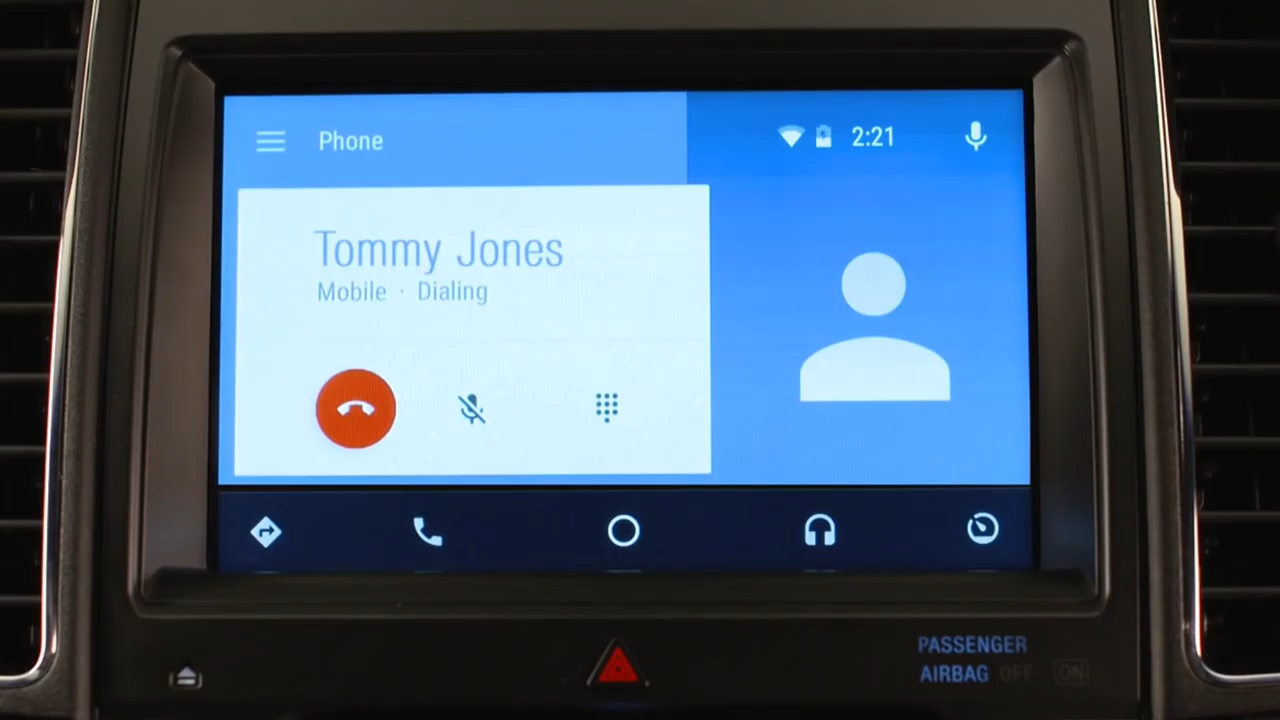 Phone
2:21
Tommy Jones
Mobile · Dialing
PASSENGER
AIRBAG OFF ON